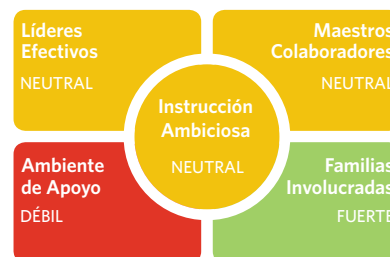 Líderes
Efectivos
NEUTRAL
Maestros
Colaboradores
NEUTRAL
Instrucción
Ambiciosa
NEUTRAL
Ambiente
de Apoyo
DÉBIL
Familias
Involucradas
FUERTE